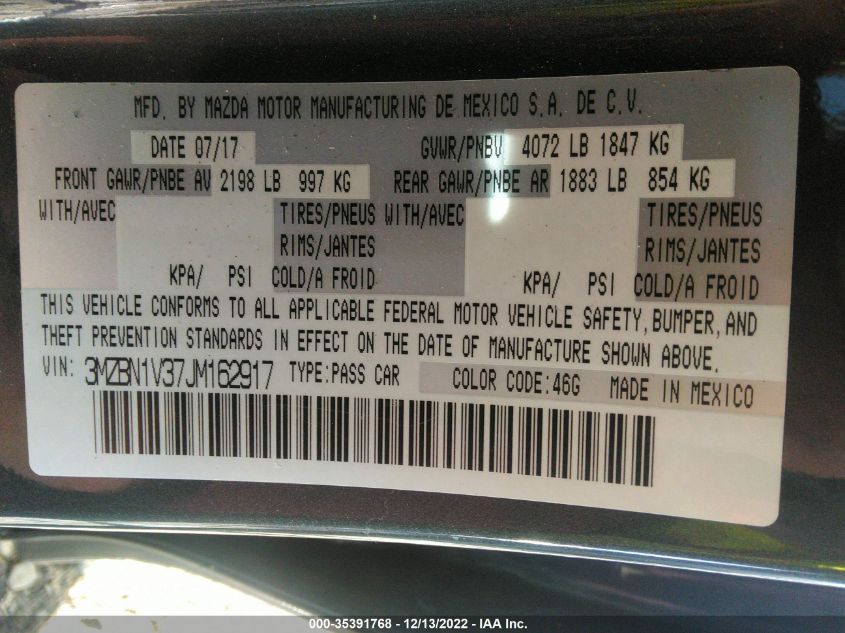 MFD. BY MAZDA MOTOR MANUFACTURING DE MEXICO S.A. DE C.V.
DATE 07/17 GVWR/PNBV 4072 LB 1847 KG
FRONT GAWR/PNBE AV 2198 LB 997 KG REAR GAWR/PNBE AR 1883 LB 854 KG
WITH/AVEC TIRES/PNEUS WITH/AVEC TIRES/PNEUS
RIMS/JANTES RIMS/JANTES
KPA/ PSI COLD/A FROID KPA/ PSI COLD/A FROID
THIS VEHICLE CONFORMS TO ALL APPLICABLE FEDERAL MOTOR VEHICLE SAFETY, BUMPER, AND
THEFT PREVENTION STANDARDS IN EFFECT ON THE DATE OF MANUFACTURE SHOWN ABOVE.
VIN: 3MZBN1V37JM162917 TYPE:PASS CAR COLOR CODE:46G MADE IN MEXICO
000-35391768 - 12/13/2022 - IAA Inc.